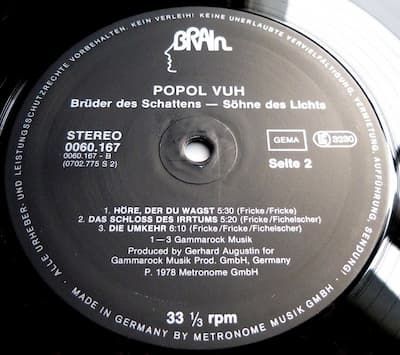 ALLE URHEBER- UND LEISTUNGSSCHUTZRECHTE VORBEHALTEN. KEIN VERLEIH! KEINE UNERLAUBTE VERVIELFÄLTIGUNG, VERMIETUNG, AUFFÜHRUNG, SENDUNG!
BRAIN
POPOL VUH
Brüder des Schattens — Söhne des Lichts
STEREO
0060.167
0060.167 - B
(0702.775 S 2)
GEMA
LC 3230
Seite 2
1. HÖRE, DER DU WAGST 5:30 (Fricke/Fricke)
2. DAS SCHLOSS DES IRRTUMS 5:20 (Fricke/Fichelscher)
3. DIE UMKEHR 6:10 (Fricke/Fricke/Fichelscher)
1—3 Gammarock Musik
Produced by Gerhard Augustin for
Gammarock Musik Prod. GmbH, Germany
P. 1978 Metronome GmbH
33 ⅓ rpm
MADE IN GERMANY BY METRONOME MUSIK GMBH